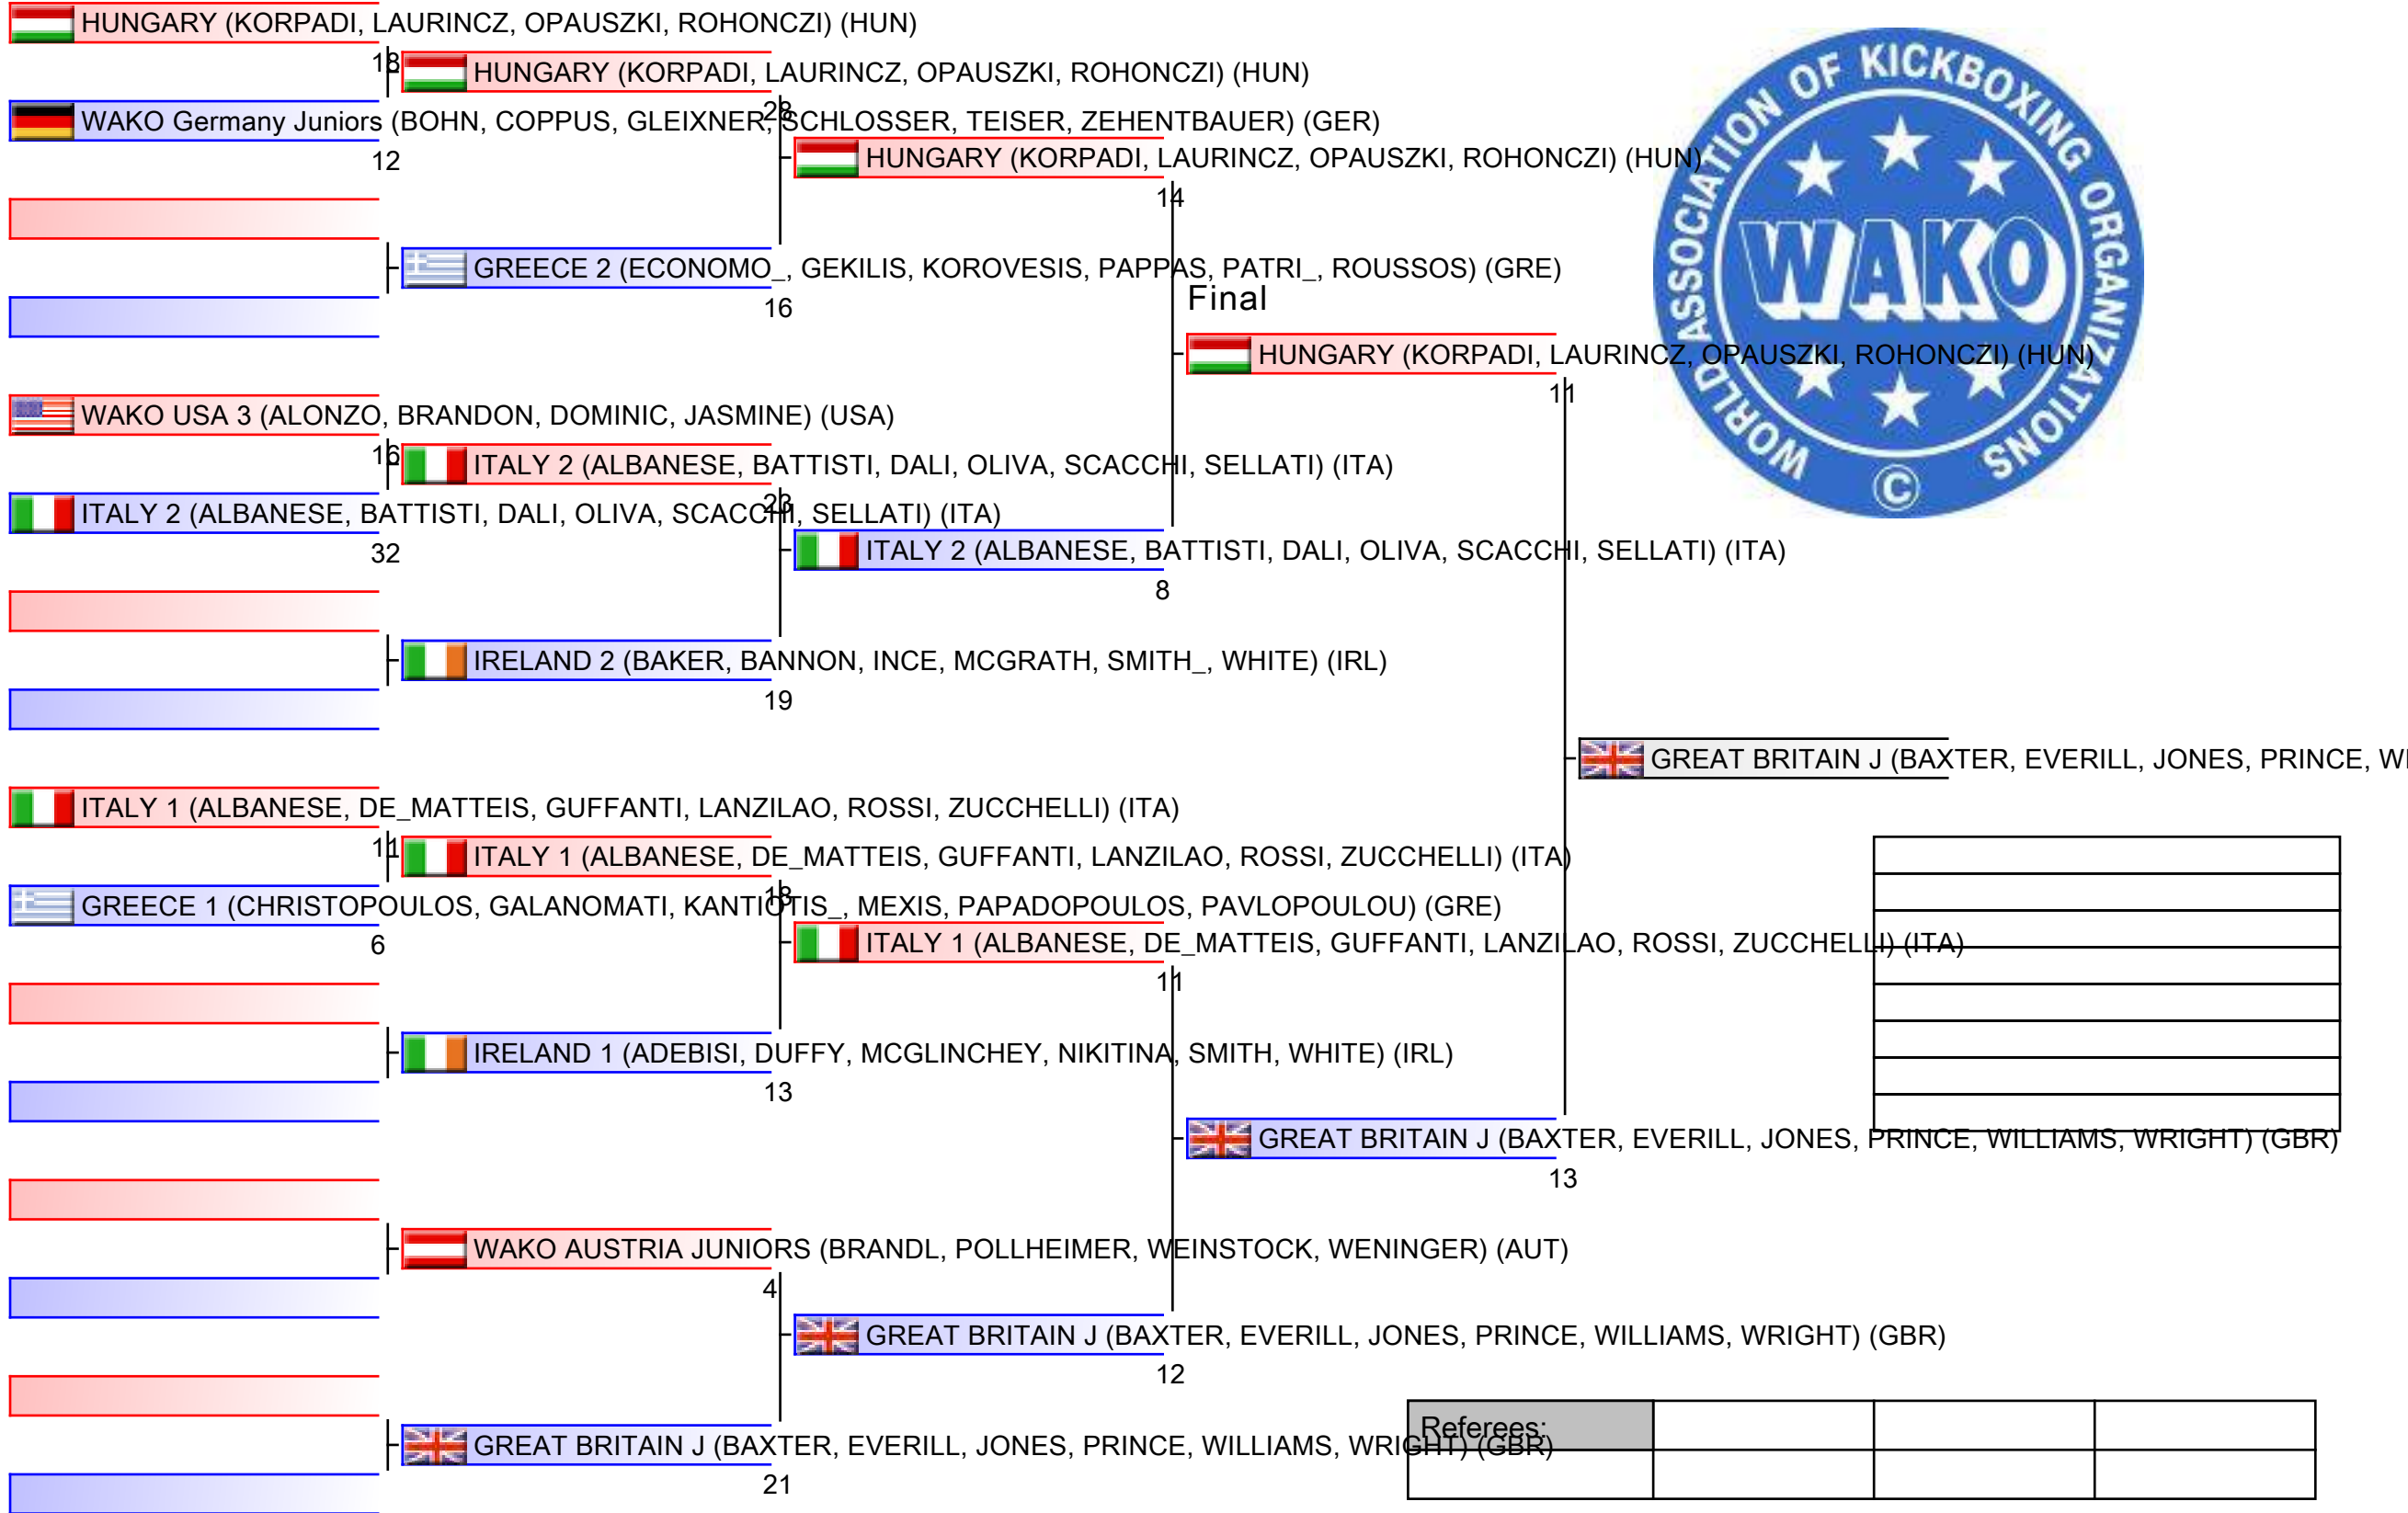 HUNGARY (KORPADI, LAURINCZ, OPAUSZKI, ROHONCZI) (HUN)
18
HUNGARY (KORPADI, LAURINCZ, OPAUSZKI, ROHONCZI) (HUN)
28
WAKO Germany Juniors (BOHN, COPPUS, GLEIXNER, SCHLOSSER, TEISER, ZEHENTBAUER) (GER)
12
HUNGARY (KORPADI, LAURINCZ, OPAUSZKI, ROHONCZI) (HUN)
14
GREECE 2 (ECONOMO_, GEKILIS, KOROVESIS, PAPPAS, PATRI_, ROUSSOS) (GRE)
16
Final
HUNGARY (KORPADI, LAURINCZ, OPAUSZKI, ROHONCZI) (HUN)
11
WORLD ASSOCIATION OF KICKBOXING ORGANIZATIONS
WAKO
©
WAKO USA 3 (ALONZO, BRANDON, DOMINIC, JASMINE) (USA)
16
ITALY 2 (ALBANESE, BATTISTI, DALI, OLIVA, SCACCHI, SELLATI) (ITA)
23
ITALY 2 (ALBANESE, BATTISTI, DALI, OLIVA, SCACCHI, SELLATI) (ITA)
32
ITALY 2 (ALBANESE, BATTISTI, DALI, OLIVA, SCACCHI, SELLATI) (ITA)
8
IRELAND 2 (BAKER, BANNON, INCE, MCGRATH, SMITH_, WHITE) (IRL)
19
GREAT BRITAIN J (BAXTER, EVERILL, JONES, PRINCE, WI
ITALY 1 (ALBANESE, DE_MATTEIS, GUFFANTI, LANZILAO, ROSSI, ZUCCHELLI) (ITA)
11
ITALY 1 (ALBANESE, DE_MATTEIS, GUFFANTI, LANZILAO, ROSSI, ZUCCHELLI) (ITA)
18
GREECE 1 (CHRISTOPOULOS, GALANOMATI, KANTIOTIS_, MEXIS, PAPADOPOULOS, PAVLOPOULOU) (GRE)
6
ITALY 1 (ALBANESE, DE_MATTEIS, GUFFANTI, LANZILAO, ROSSI, ZUCCHELLI) (ITA)
11
IRELAND 1 (ADEBISI, DUFFY, MCGLINCHEY, NIKITINA, SMITH, WHITE) (IRL)
13
GREAT BRITAIN J (BAXTER, EVERILL, JONES, PRINCE, WILLIAMS, WRIGHT) (GBR)
13
WAKO AUSTRIA JUNIORS (BRANDL, POLLHEIMER, WEINSTOCK, WENINGER) (AUT)
4
GREAT BRITAIN J (BAXTER, EVERILL, JONES, PRINCE, WILLIAMS, WRIGHT) (GBR)
12
GREAT BRITAIN J (BAXTER, EVERILL, JONES, PRINCE, WILLIAMS, WRIGHT) (GBR)
21
Referees: